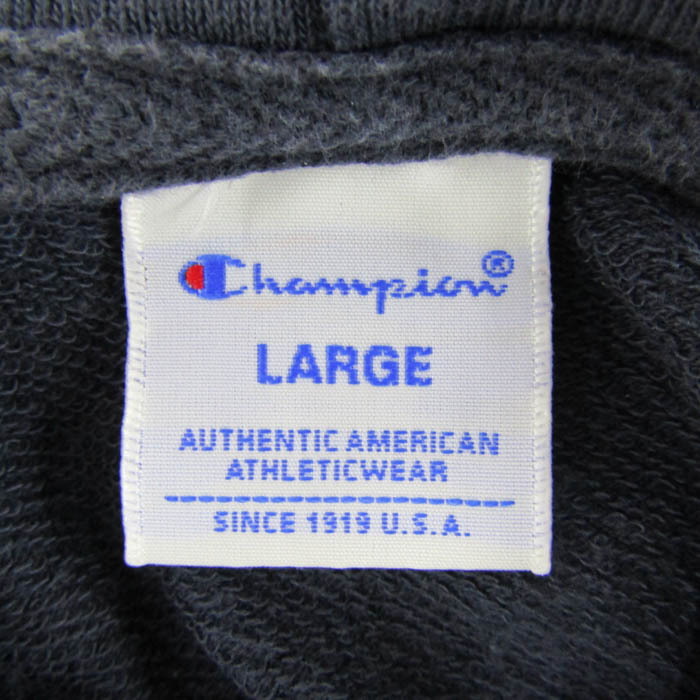 Champion®
LARGE
AUTHENTIC AMERICAN
ATHLETICWEAR
SINCE 1919 U.S.A.